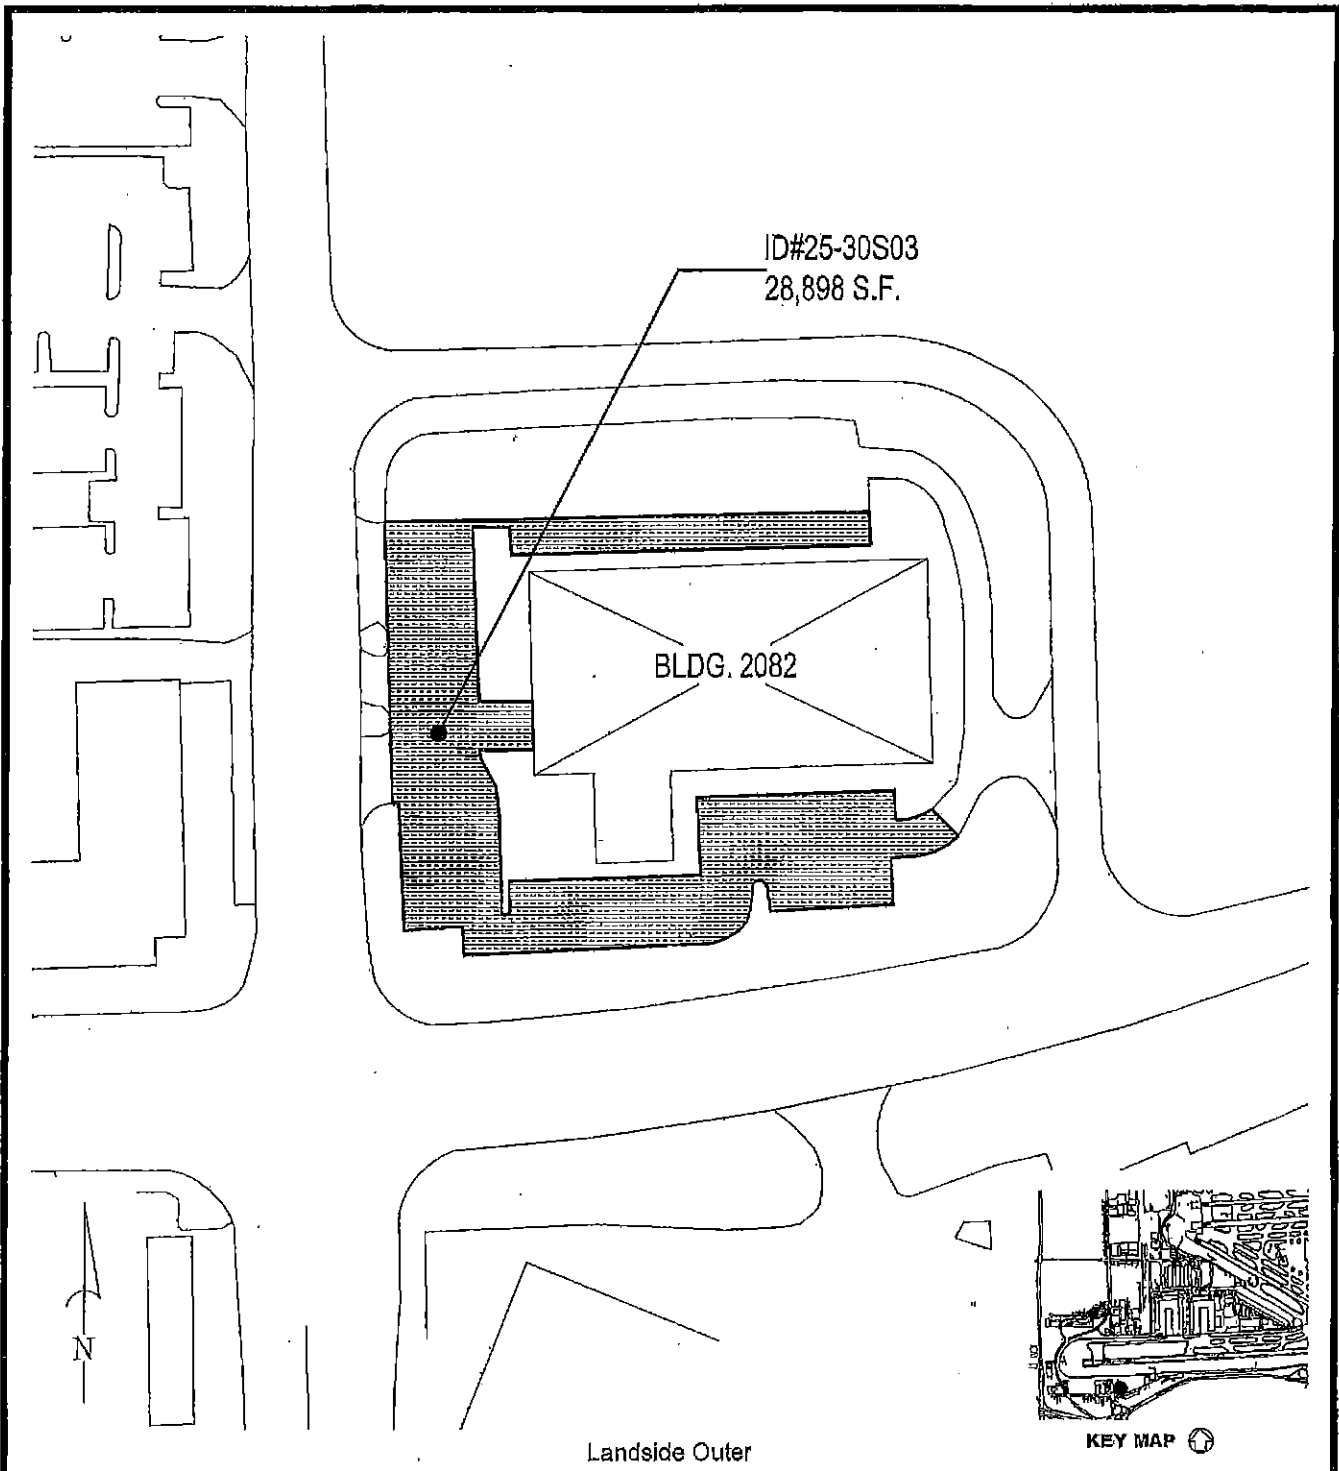 ID#25-30S03
28,898 S.F.
BLDG. 2082
N
KEY MAP
Landside Outer